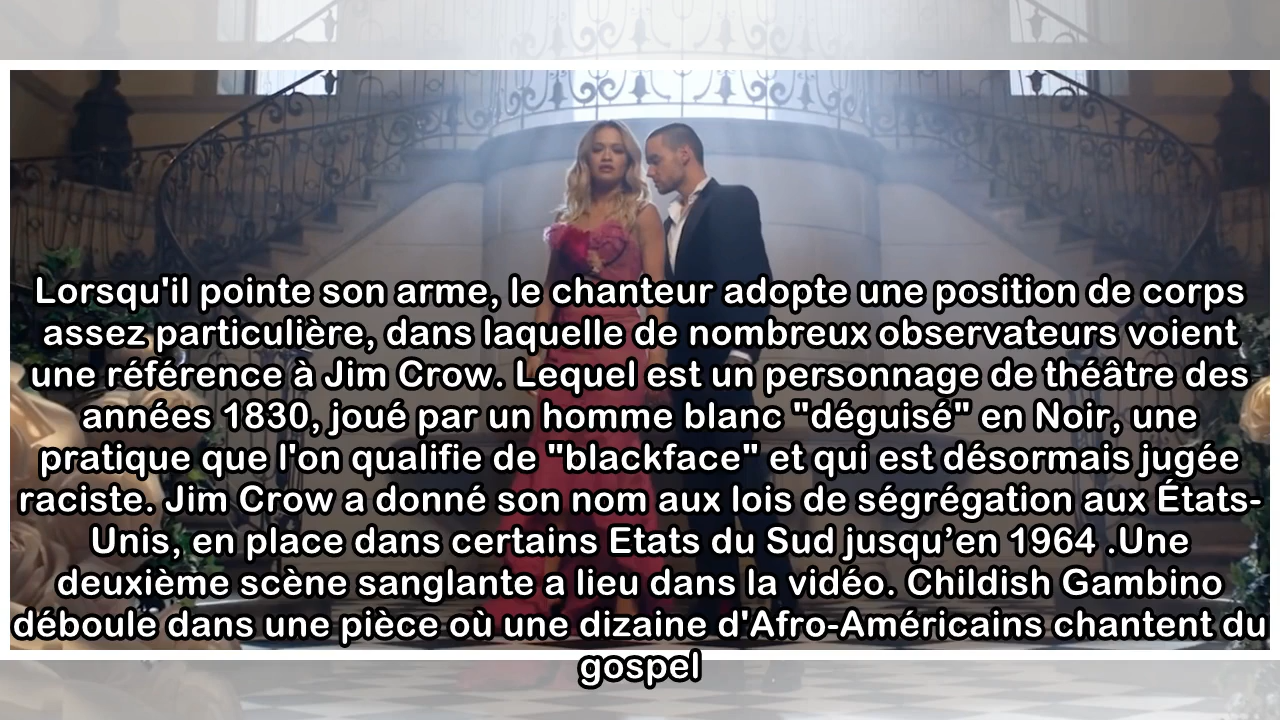 Lorsqu'il pointe son arme, le chanteur adopte une position de corps
assez particulière, dans laquelle de nombreux observateurs voient
une référence à Jim Crow. Lequel est un personnage de théâtre des
années 1830, joué par un homme blanc "déguisé" en Noir, une
pratique que l'on qualifie de "blackface" et qui est désormais jugée
raciste. Jim Crow a donné son nom aux lois de ségrégation aux États-
Unis, en place dans certains Etats du Sud jusqu’en 1964 .Une
deuxième scène sanglante a lieu dans la vidéo. Childish Gambino
déboule dans une pièce où une dizaine d'Afro-Américains chantent du
gospel